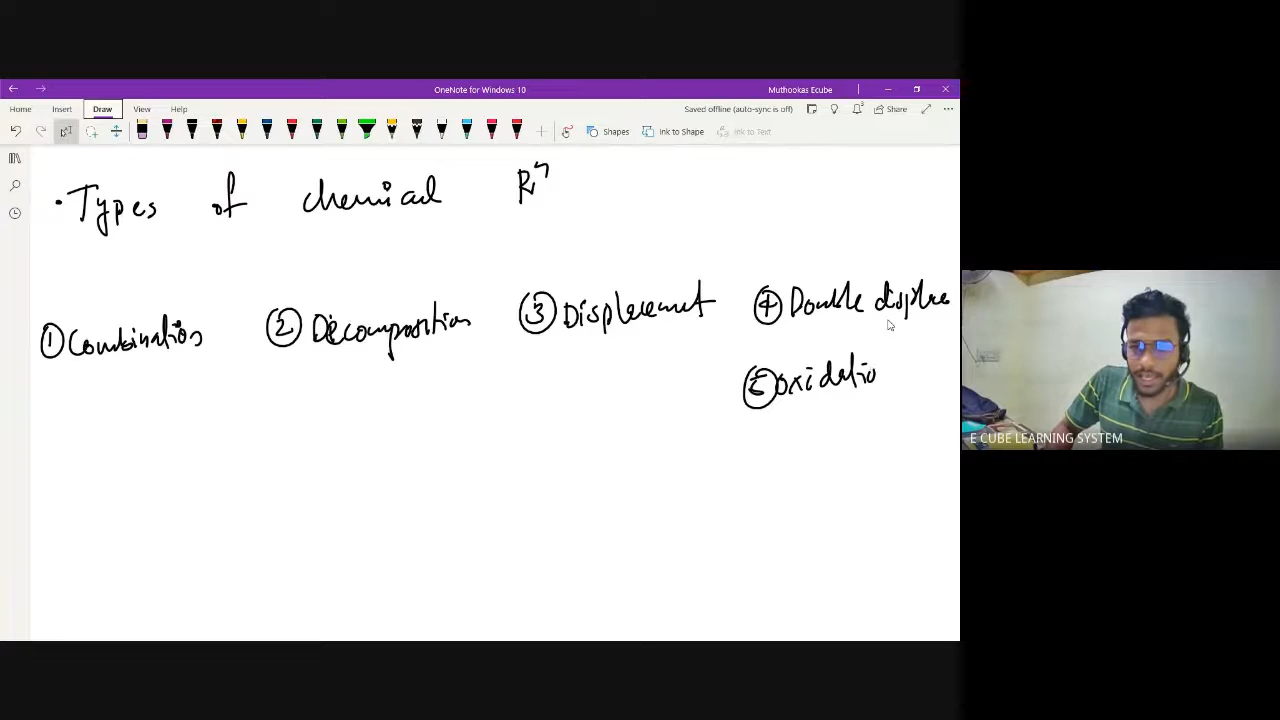 OneNote for Windows 10
Muthookas Ecube
Home Insert Draw View Help
Saved offline (auto-sync is off)
Share
Shapes
Ink to Shape
Ink to Text
• Types of chemical Rⁿ
① Combination ② Decomposition ③ Displacement ④ Double displace
⑤ oxidatio
E CUBE LEARNING SYSTEM